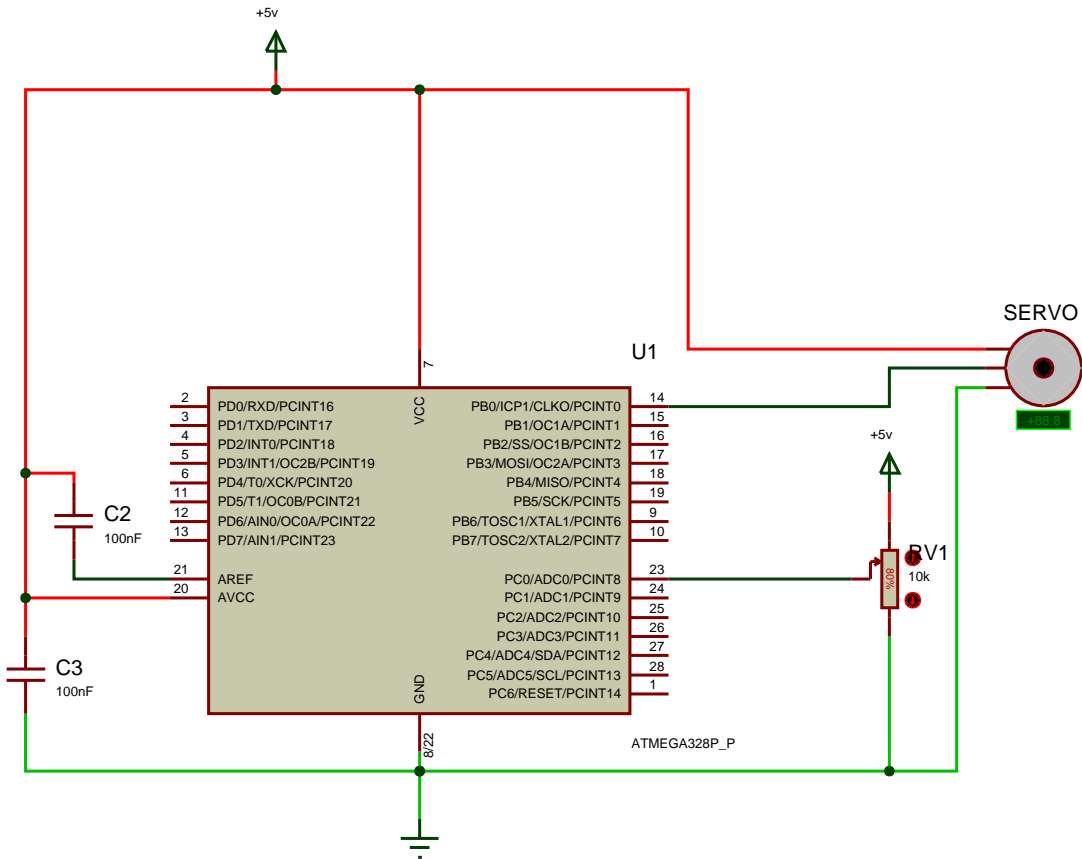 +5v
SERVO
U1
7
VCC
2
PD0/RXD/PCINT16
3
PD1/TXD/PCINT17
4
PD2/INT0/PCINT18
5
PD3/INT1/OC2B/PCINT19
6
PD4/T0/XCK/PCINT20
11
PD5/T1/OC0B/PCINT21
12
PD6/AIN0/OC0A/PCINT22
13
PD7/AIN1/PCINT23
21
AREF
20
AVCC
PB0/ICP1/CLKO/PCINT0
14
PB1/OC1A/PCINT1
15
PB2/SS/OC1B/PCINT2
16
PB3/MOSI/OC2A/PCINT3
17
PB4/MISO/PCINT4
18
PB5/SCK/PCINT5
19
PB6/TOSC1/XTAL1/PCINT6
9
PB7/TOSC2/XTAL2/PCINT7
10
PC0/ADC0/PCINT8
23
PC1/ADC1/PCINT9
24
PC2/ADC2/PCINT10
25
PC3/ADC3/PCINT11
26
PC4/ADC4/SDA/PCINT12
27
PC5/ADC5/SCL/PCINT13
28
PC6/RESET/PCINT14
1
GND
8/22
ATMEGA328P_P
C2
100nF
C3
100nF
+88.8
+5v
RV1
10k
80%